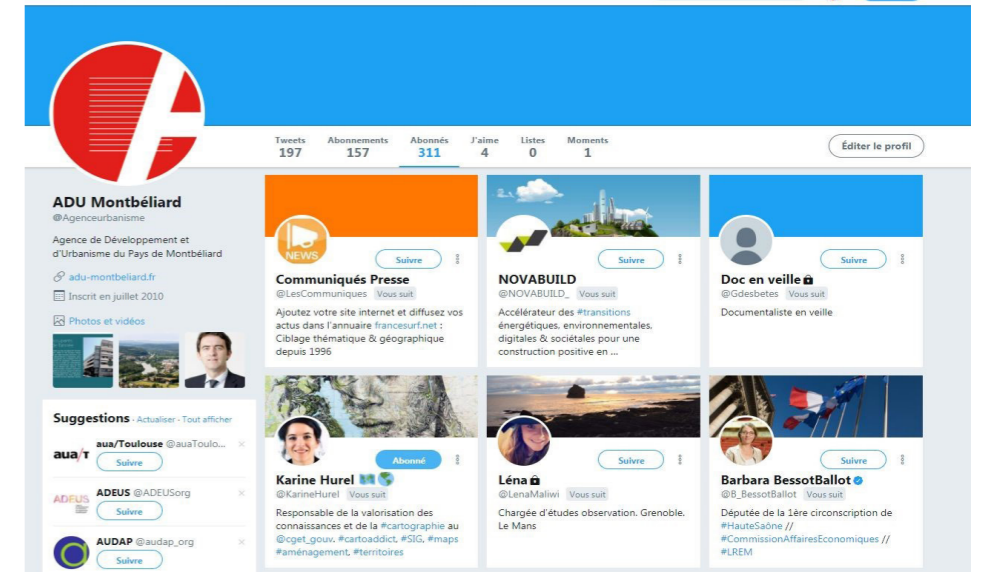 Tweets Abonnements Abonnés J'aime Listes Moments
197 157 311 4 0 1
Éditer le profil
ADU Montbéliard
@Agenceurbanisme
Agence de Développement et
d'Urbanisme du Pays de Montbéliard
adu-montbeliard.fr
Inscrit en juillet 2010
Photos et vidéos
Suggestions · Actualiser · Tout afficher
aua/Toulouse @auaToulo...
aua/T
Suivre
ADEUS @ADEUSorg
ADEUS
Suivre
AUDAP @audap_org
Suivre
NEWS
Suivre
Communiqués Presse
@LesCommuniques Vous suit
Ajoutez votre site internet et diffusez vos
actus dans l'annuaire francesurf.net :
Ciblage thématique & géographique
depuis 1996
Suivre
NOVABUILD
@NOVABUILD_ Vous suit
Accélérateur des #transitions
énergétiques, environnementales,
digitales & sociétales pour une
construction positive en ...
Suivre
Doc en veille
@Gdesbetes Vous suit
Documentaliste en veille
Abonné
Karine Hurel
@KarineHurel Vous suit
Responsable de la valorisation des
connaissances et de la #cartographie au
@cget_gouv. #cartoaddict, #SIG, #maps
#aménagement, #territoires
Suivre
Léna
@LenaMaliwi Vous suit
Chargée d'études observation. Grenoble.
Le Mans
Suivre
Barbara BessotBallot
@B_BessotBallot Vous suit
Députée de la 1ère circonscription de
#HauteSaône //
#CommissionAffairesEconomiques //
#LREM